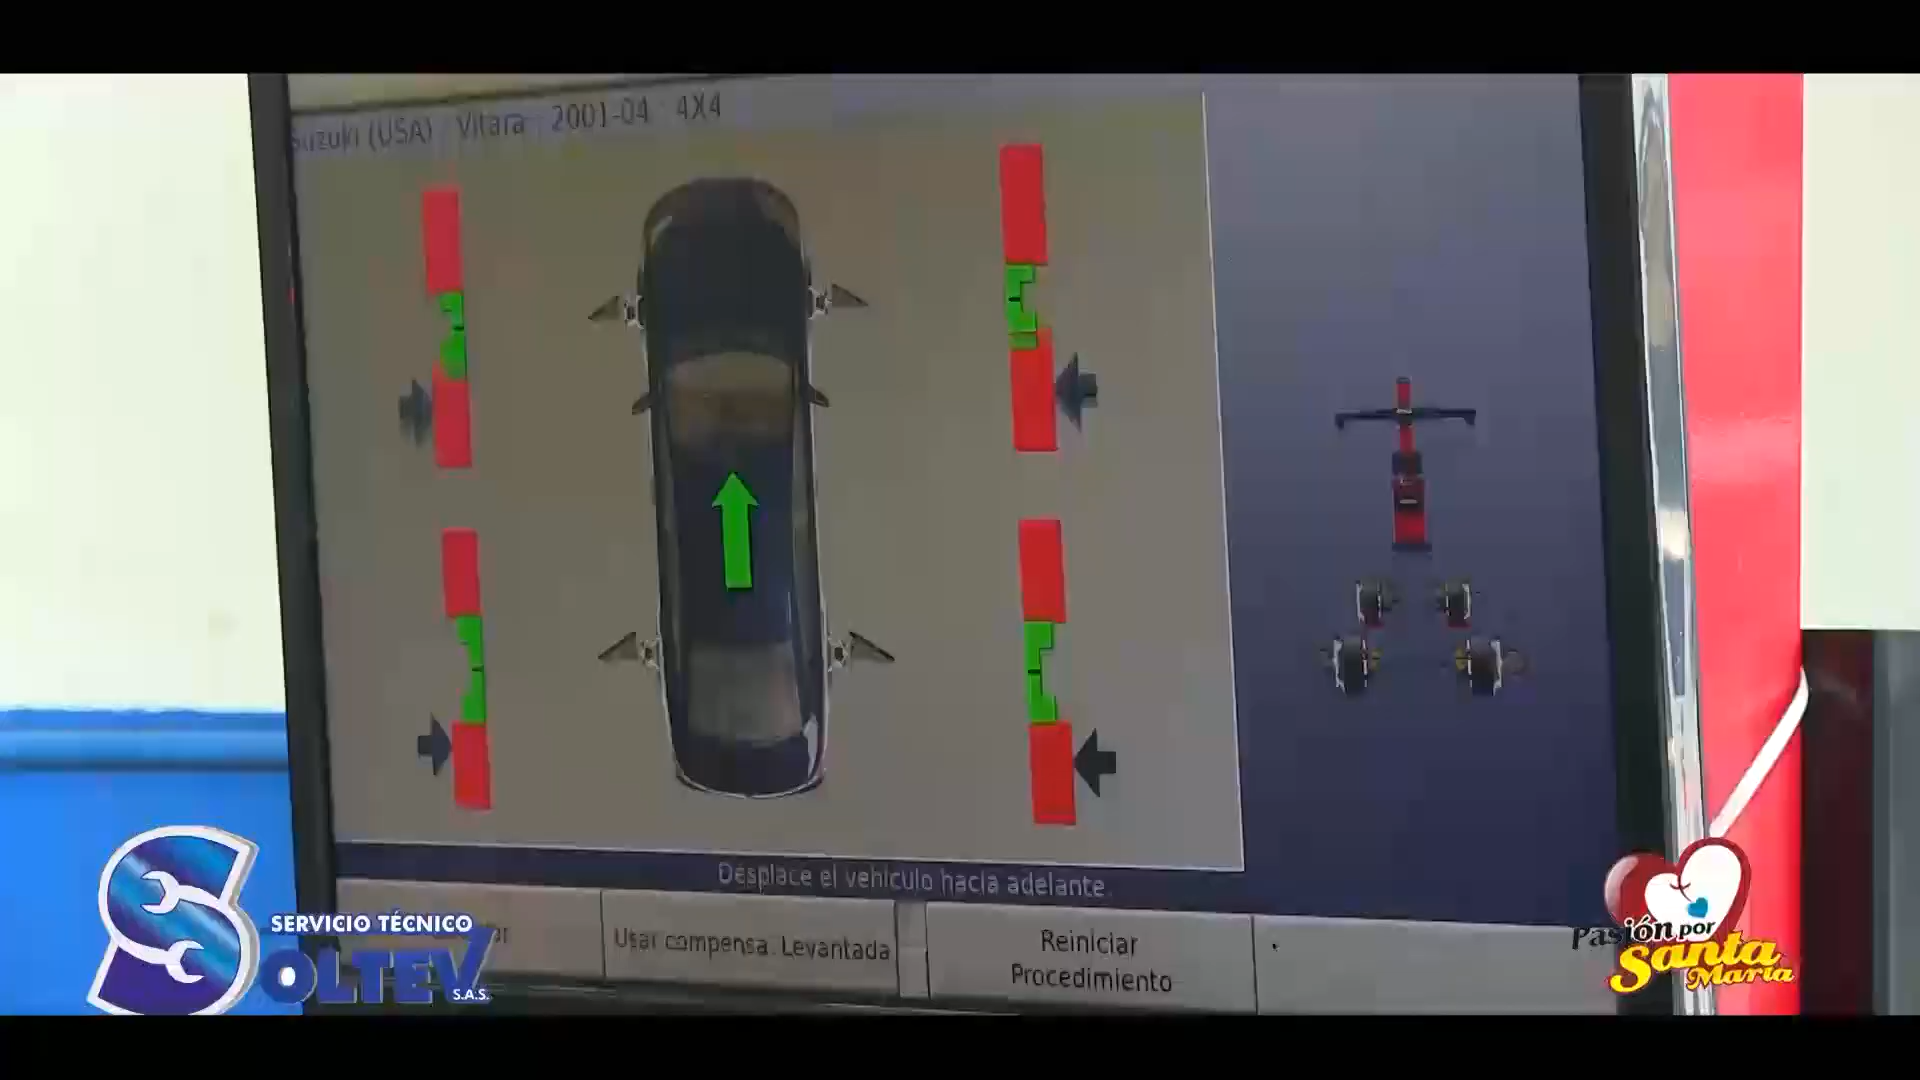 Suzuki (USA) : Vitara : 2001-04 : 4X4
Desplace el vehículo hacia adelante.
Usar compensa. Levantada
Reiniciar
Procedimiento
SERVICIO TÉCNICO
SOLTEV
S.A.S.
Pasión por
Santa
María